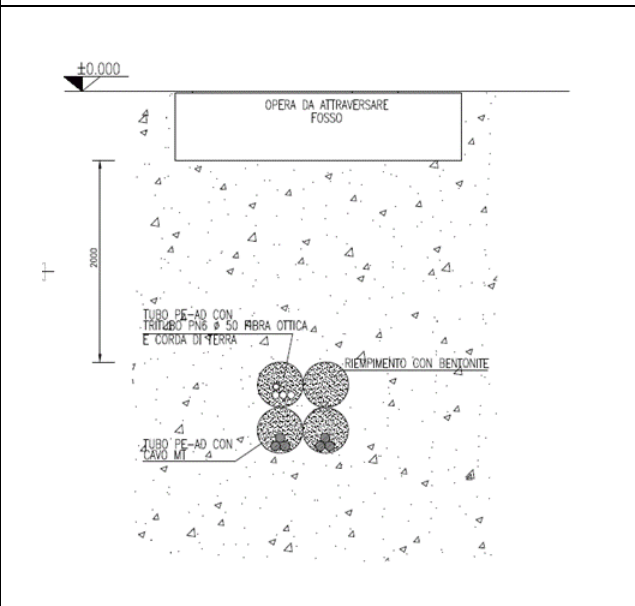 ±0.000
OPERA DA ATTRAVERSARE
FOSSO
2000
TUBO PE-AD CON
TRITUBO PN6 ø 50 FIBRA OTTICA
E CORDA DI TERRA
RIEMPIMENTO CON BENTONITE
TUBO PE-AD CON
CAVO MT